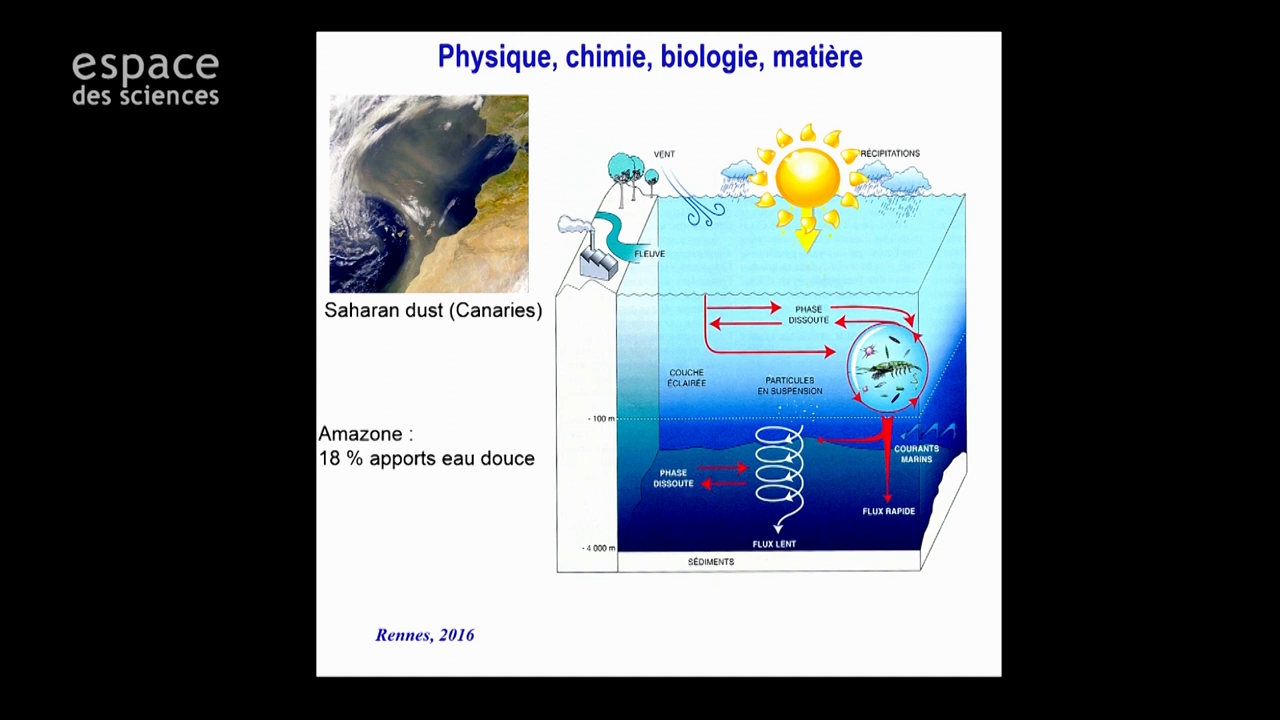 espace
des sciences
Physique, chimie, biologie, matière
Saharan dust (Canaries)
Amazone :
18 % apports eau douce
VENT
RÉCIPITATIONS
FLEUVE
PHASE
DISSOUTE
COUCHE
ÉCLAIRÉE
PARTICULES
EN SUSPENSION
- 100 m
COURANTS
MARINS
PHASE
DISSOUTE
FLUX RAPIDE
FLUX LENT
- 4 000 m
SÉDIMENTS
Rennes, 2016